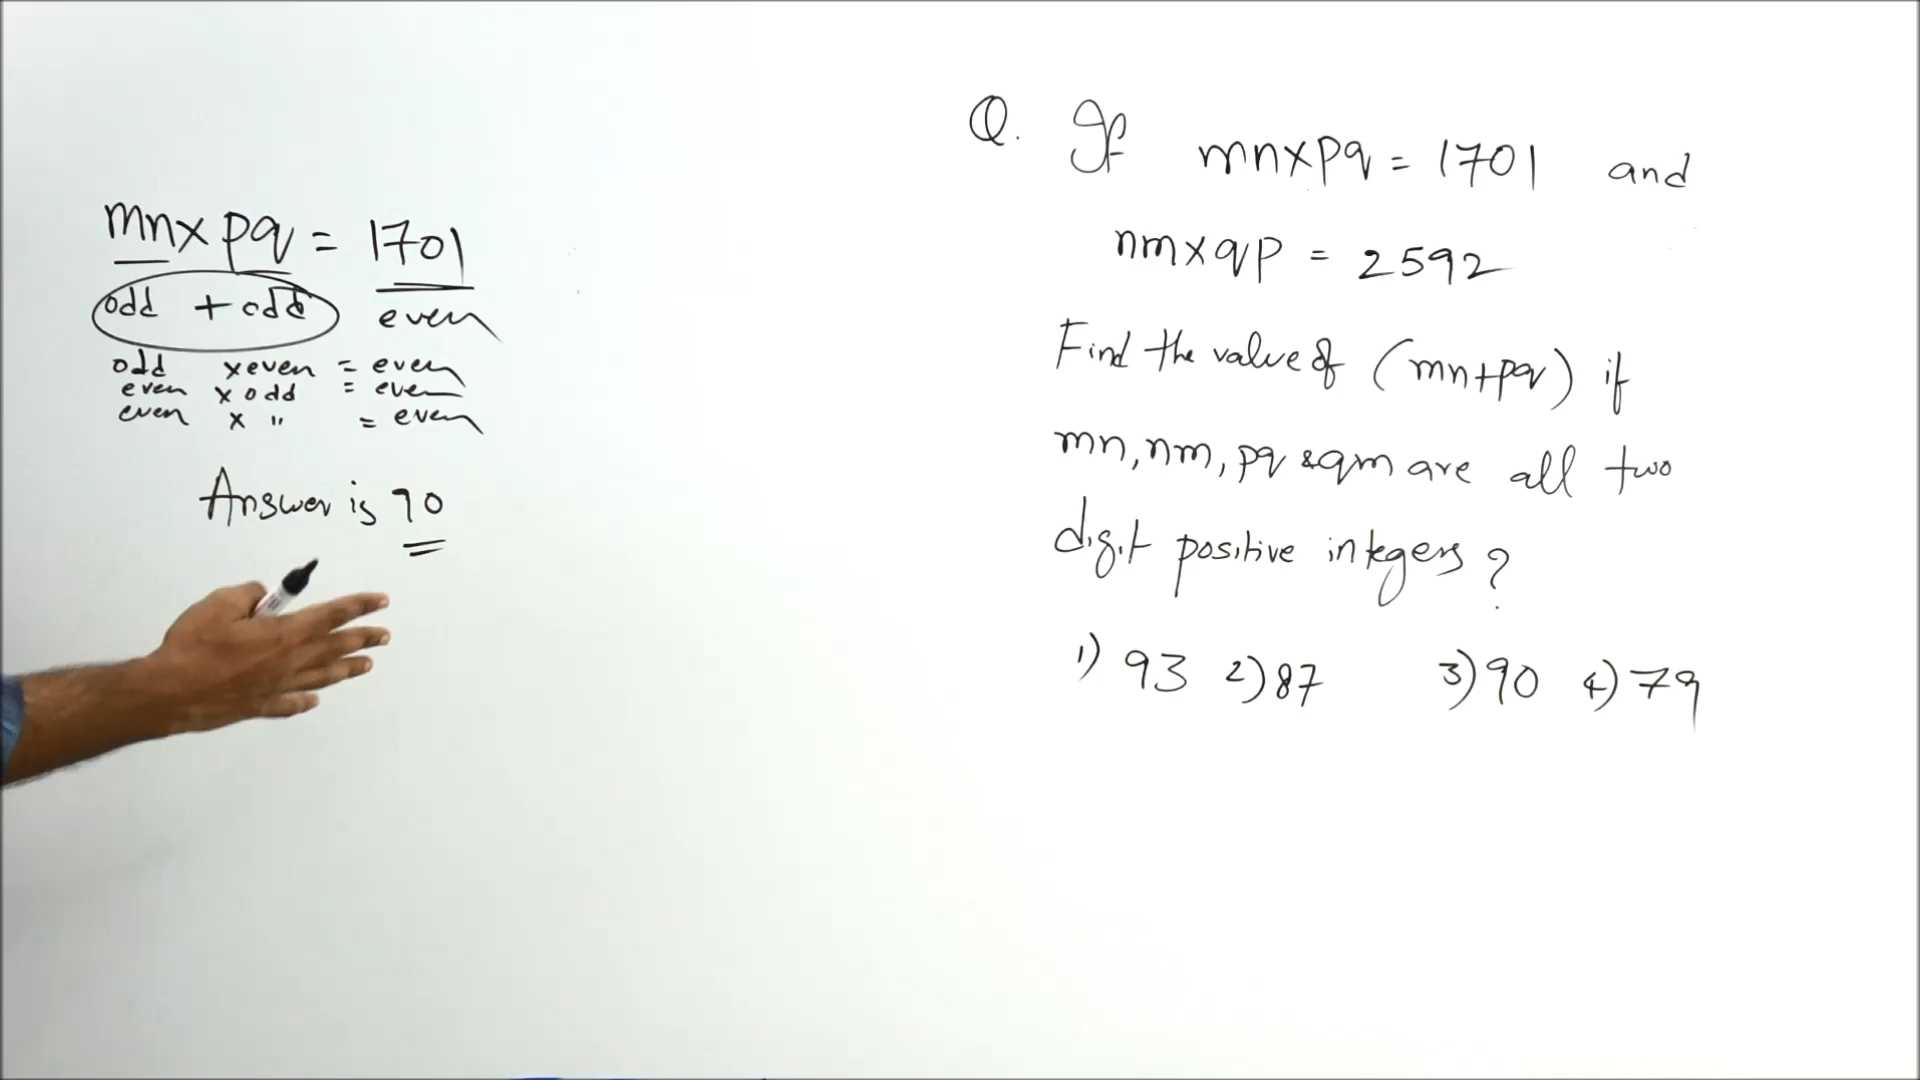 mn x pq = 1701
odd + odd even
odd x even = even
even x odd = even
even x " = even
Answer is 90
Q. If mn x pq = 1701 and
nm x qp = 2592
Find the value of (mn+pq) if
mn, nm, pq & qm are all two
digit positive integers?
1) 93 2) 87 3) 90 4) 79